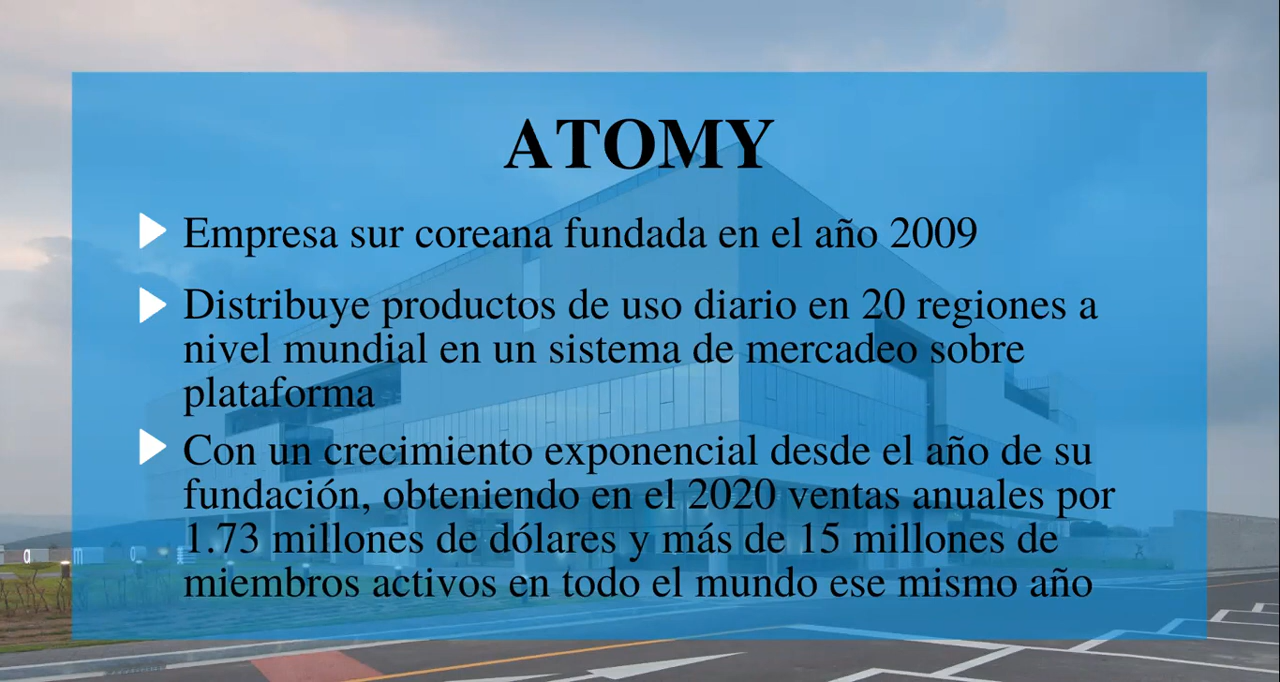 ATOMY
Empresa sur coreana fundada en el año 2009
Distribuye productos de uso diario en 20 regiones a
nivel mundial en un sistema de mercadeo sobre
plataforma
Con un crecimiento exponencial desde el año de su
fundación, obteniendo en el 2020 ventas anuales por
1.73 millones de dólares y más de 15 millones de
miembros activos en todo el mundo ese mismo año